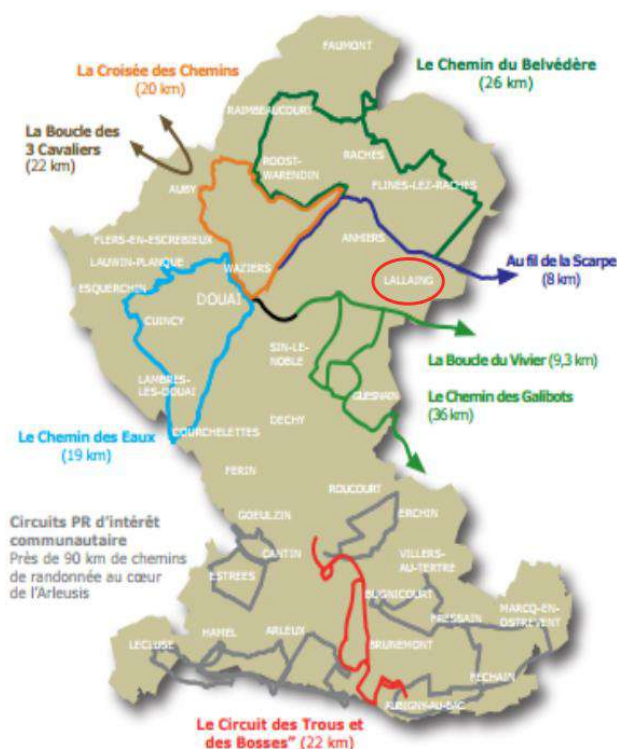 FAUMONT
La Croisée des Chemins
(20 km)
Le Chemin du Belvédère
(26 km)
RAIMBEAUCOURT
La Boucle des
3 Cavaliers
(22 km)
ROOST-
WARENDIN
RACHES
AUBY
FLINES-LEZ-RACHES
FLERS-EN-ESCREBIEUX
ANHIERS
LAUWIN-PLANQUE
WAZIERS
Au fil de la Scarpe
(8 km)
ESQUERCHIN
LALLAING
DOUAI
CUINCY
SIN-LE-
NOBLE
La Boucle du Vivier (9,3 km)
LAMBRES-
LES-DOUAI
GUESNAIN
Le Chemin des Galibots
(36 km)
DECHY
Le Chemin des Eaux
(19 km)
COURCHELETTES
FERIN
ROUCOURT
GOEULZIN
ERCHIN
Circuits PR d'intérêt
communautaire
Près de 90 km de chemins
de randonnée au cœur
de l'Arleusis
CANTIN
VILLERS-
AU-TERTRE
ESTREES
BUGNICOURT
FRESSAIN
MARCQ-EN-
OSTREVENT
HAMEL
ARLEUX
LECLUSE
BRUNEMONT
FECHAIN
AUBIGNY-AU-BAC
Le Circuit des Trous et
des Bosses" (22 km)